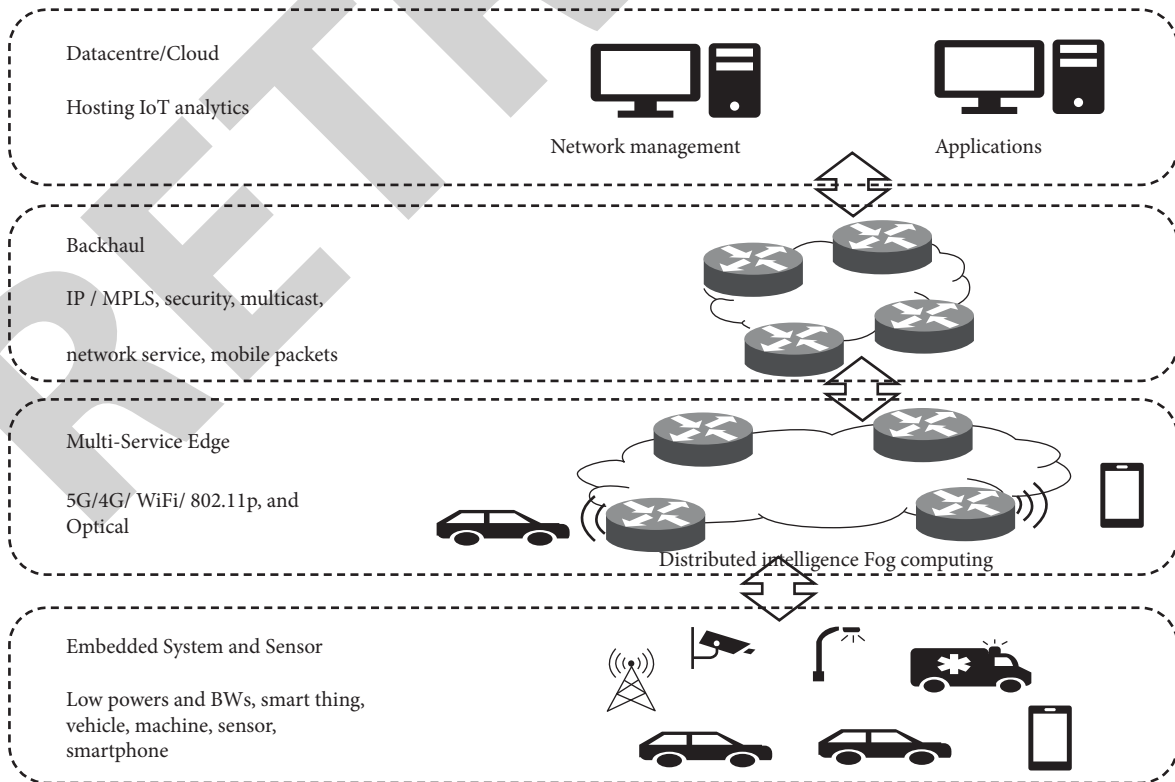 Datacentre/Cloud
Hosting IoT analytics
Network management
Applications
Backhaul
IP / MPLS, security, multicast,
network service, mobile packets
Multi-Service Edge
5G/4G/ WiFi/ 802.11p, and
Optical
Distributed intelligence Fog computing
Embedded System and Sensor
Low powers and BWs, smart thing,
vehicle, machine, sensor,
smartphone
RETR